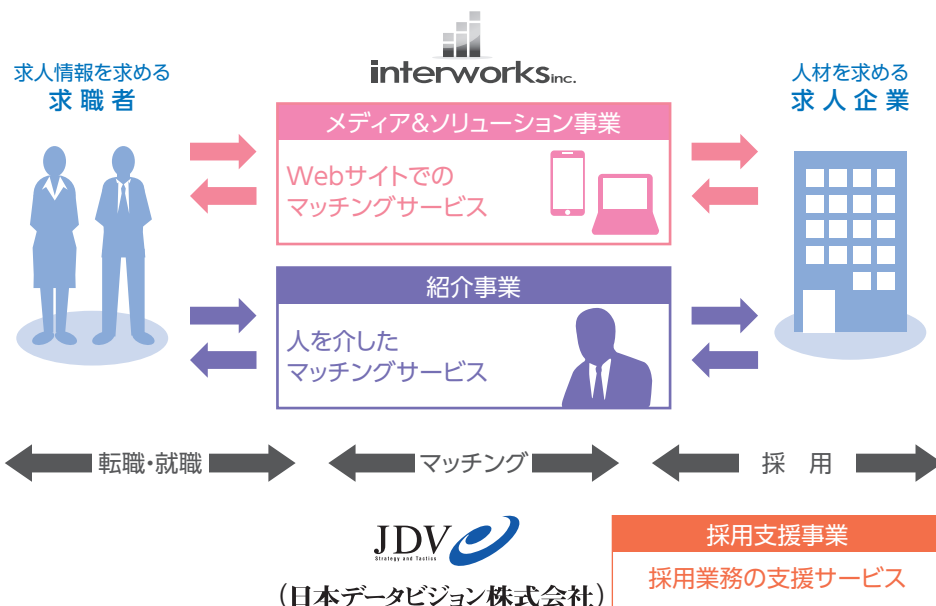 interworks inc.
求人情報を求める
求職者
人材を求める
求人企業
メディア&ソリューション事業
Webサイトでの
マッチングサービス
紹介事業
人を介した
マッチングサービス
転職・就職
マッチング
採 用
JDV
Strategy and Tactics
(日本データビジョン株式会社)
採用支援事業
採用業務の支援サービス